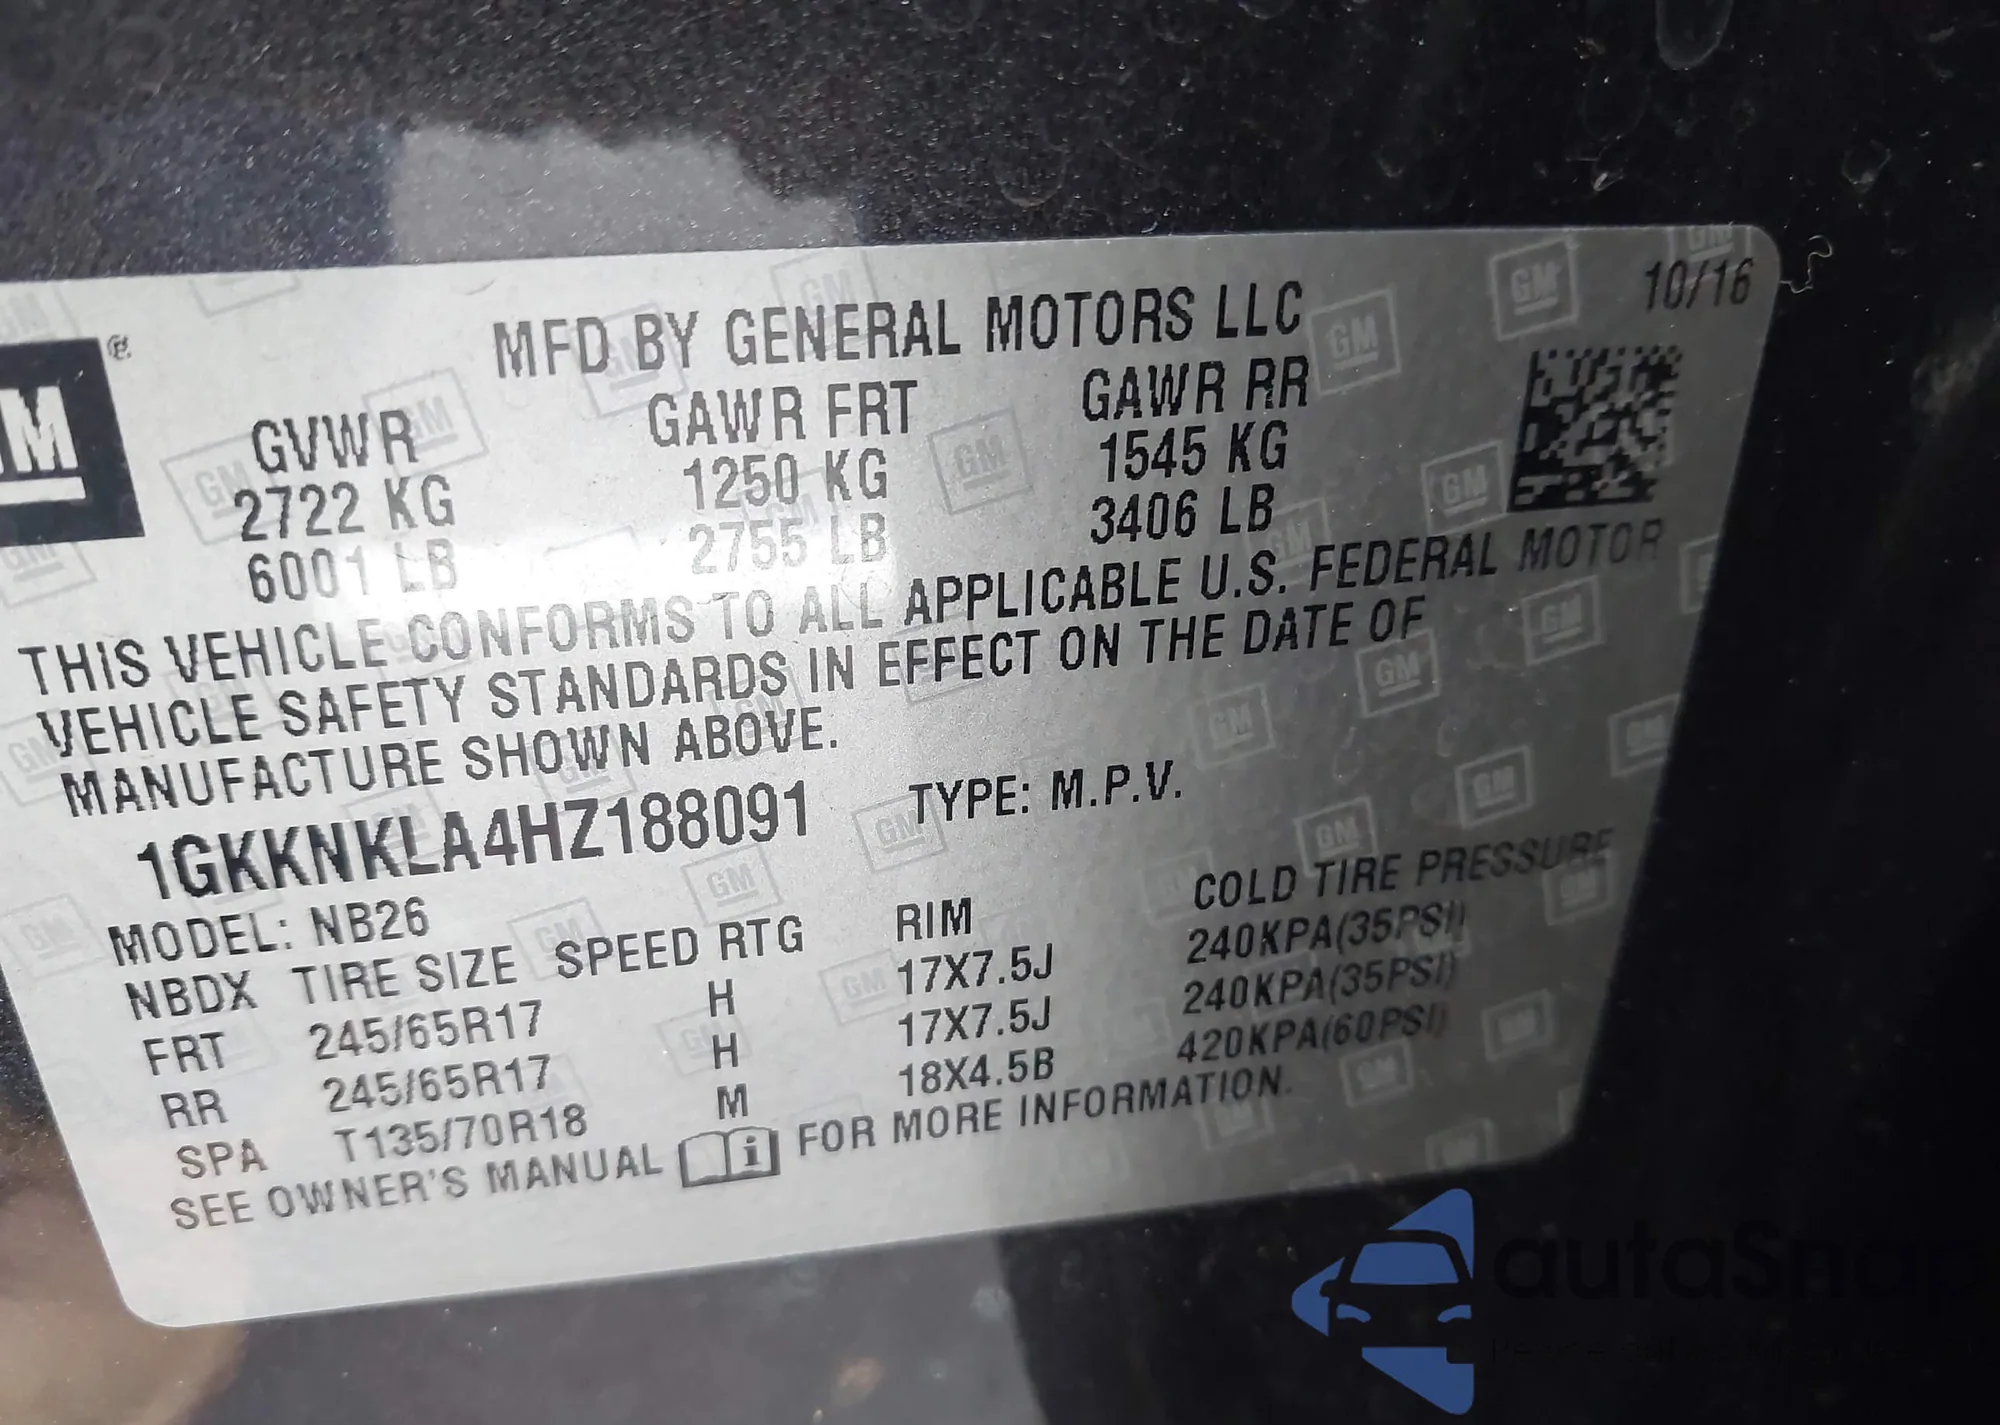 10/16
MFD BY GENERAL MOTORS LLC
GM®
GVWR GAWR FRT GAWR RR
2722 KG 1250 KG 1545 KG
6001 LB 2755 LB 3406 LB
THIS VEHICLE CONFORMS TO ALL APPLICABLE U.S. FEDERAL MOTOR
VEHICLE SAFETY STANDARDS IN EFFECT ON THE DATE OF
MANUFACTURE SHOWN ABOVE.
1GKKNKLA4HZ188091 TYPE: M.P.V.
MODEL: NB26
NBDX TIRE SIZE SPEED RTG RIM COLD TIRE PRESSURE
FRT 245/65R17 H 17X7.5J 240KPA(35PSI)
RR 245/65R17 H 17X7.5J 240KPA(35PSI)
SPA T135/70R18 M 18X4.5B 420KPA(60PSI)
SEE OWNER'S MANUAL i FOR MORE INFORMATION.
autaSnap